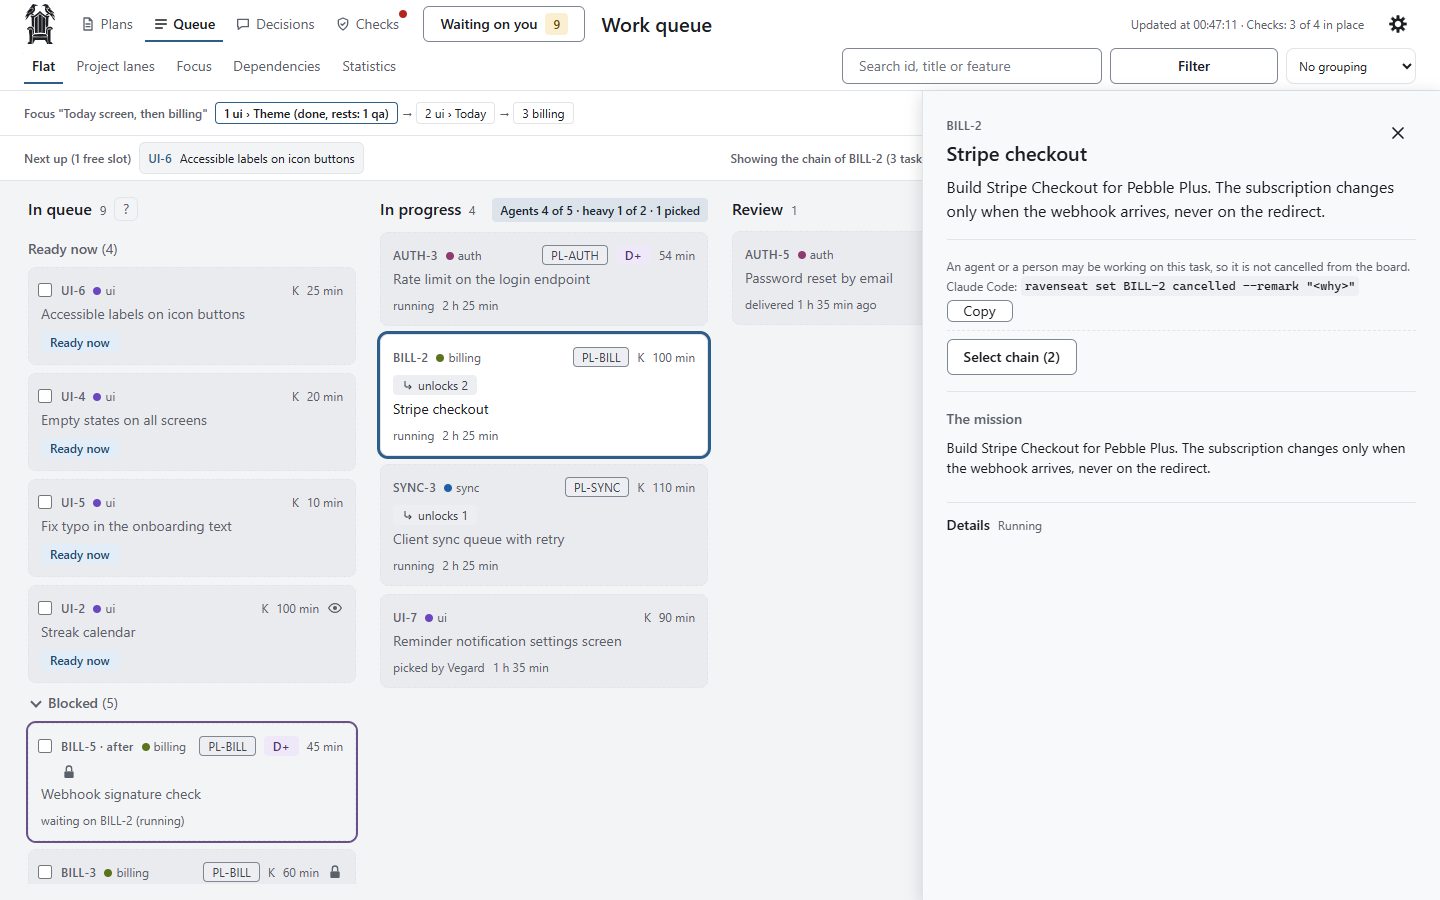 Plans
Queue
Decisions
Checks
Waiting on you 9
Work queue
Updated at 00:47:11 · Checks: 3 of 4 in place
Flat
Project lanes
Focus
Dependencies
Statistics
Search id, title or feature
Filter
No grouping
Focus "Today screen, then billing" 1 ui › Theme (done, rests: 1 qa) → 2 ui › Today → 3 billing
Next up (1 free slot) UI-6 Accessible labels on icon buttons
Showing the chain of BILL-2 (3 task
In queue 9 ?
Ready now (4)
UI-6 ui K 25 min
Accessible labels on icon buttons
Ready now
UI-4 ui K 20 min
Empty states on all screens
Ready now
UI-5 ui K 10 min
Fix typo in the onboarding text
Ready now
UI-2 ui K 100 min
Streak calendar
Ready now
Blocked (5)
BILL-5 · after billing PL-BILL D+ 45 min
Webhook signature check
waiting on BILL-2 (running)
BILL-3 billing PL-BILL K 60 min
In progress 4 Agents 4 of 5 · heavy 1 of 2 · 1 picked
AUTH-3 auth PL-AUTH D+ 54 min
Rate limit on the login endpoint
running 2 h 25 min
BILL-2 billing PL-BILL K 100 min
↳ unlocks 2
Stripe checkout
running 2 h 25 min
SYNC-3 sync PL-SYNC K 110 min
↳ unlocks 1
Client sync queue with retry
running 2 h 25 min
UI-7 ui K 90 min
Reminder notification settings screen
picked by Vegard 1 h 35 min
Review 1
AUTH-5 auth
Password reset by email
delivered 1 h 35 min ago
BILL-2
Stripe checkout
Build Stripe Checkout for Pebble Plus. The subscription changes
only when the webhook arrives, never on the redirect.
An agent or a person may be working on this task, so it is not cancelled from the board.
Claude Code: ravenseat set BILL-2 cancelled --remark "<why>"
Copy
Select chain (2)
The mission
Build Stripe Checkout for Pebble Plus. The subscription changes only when
the webhook arrives, never on the redirect.
Details Running